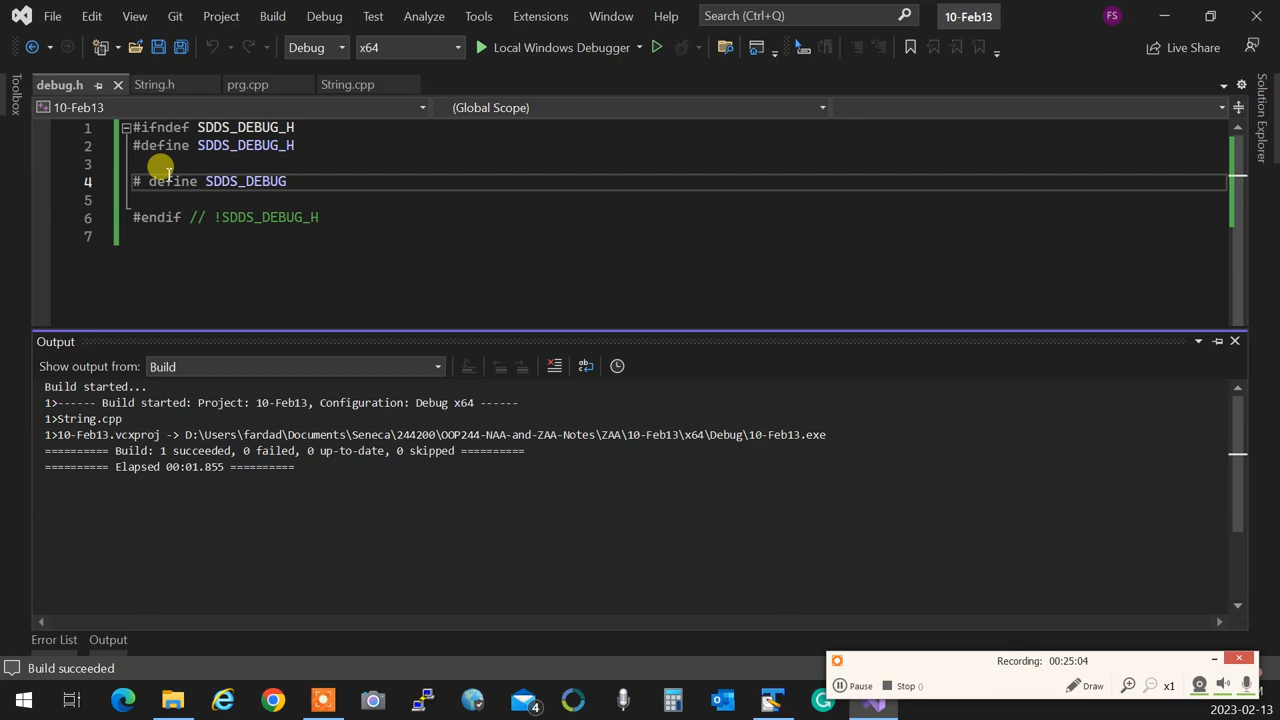 File Edit View Git Project Build Debug Test Analyze Tools Extensions Window Help Search (Ctrl+Q) 10-Feb13 FS
Debug x64 Local Windows Debugger Live Share
debug.h String.h prg.cpp String.cpp
Toolbox
10-Feb13 (Global Scope)
Solution Explorer
1 #ifndef SDDS_DEBUG_H
2 #define SDDS_DEBUG_H
3
4 # define SDDS_DEBUG
5
6 #endif // !SDDS_DEBUG_H
7
Output
Show output from: Build
Build started...
1>------ Build started: Project: 10-Feb13, Configuration: Debug x64 ------
1>String.cpp
1>10-Feb13.vcxproj -> D:\Users\fardad\Documents\Seneca\244200\OOP244-NAA-and-ZAA-Notes\ZAA\10-Feb13\x64\Debug\10-Feb13.exe
========== Build: 1 succeeded, 0 failed, 0 up-to-date, 0 skipped ==========
========== Elapsed 00:01.855 ==========
Error List Output
Build succeeded
Recording: 00:25:04
Pause Stop () Draw x1
4
2023-02-13